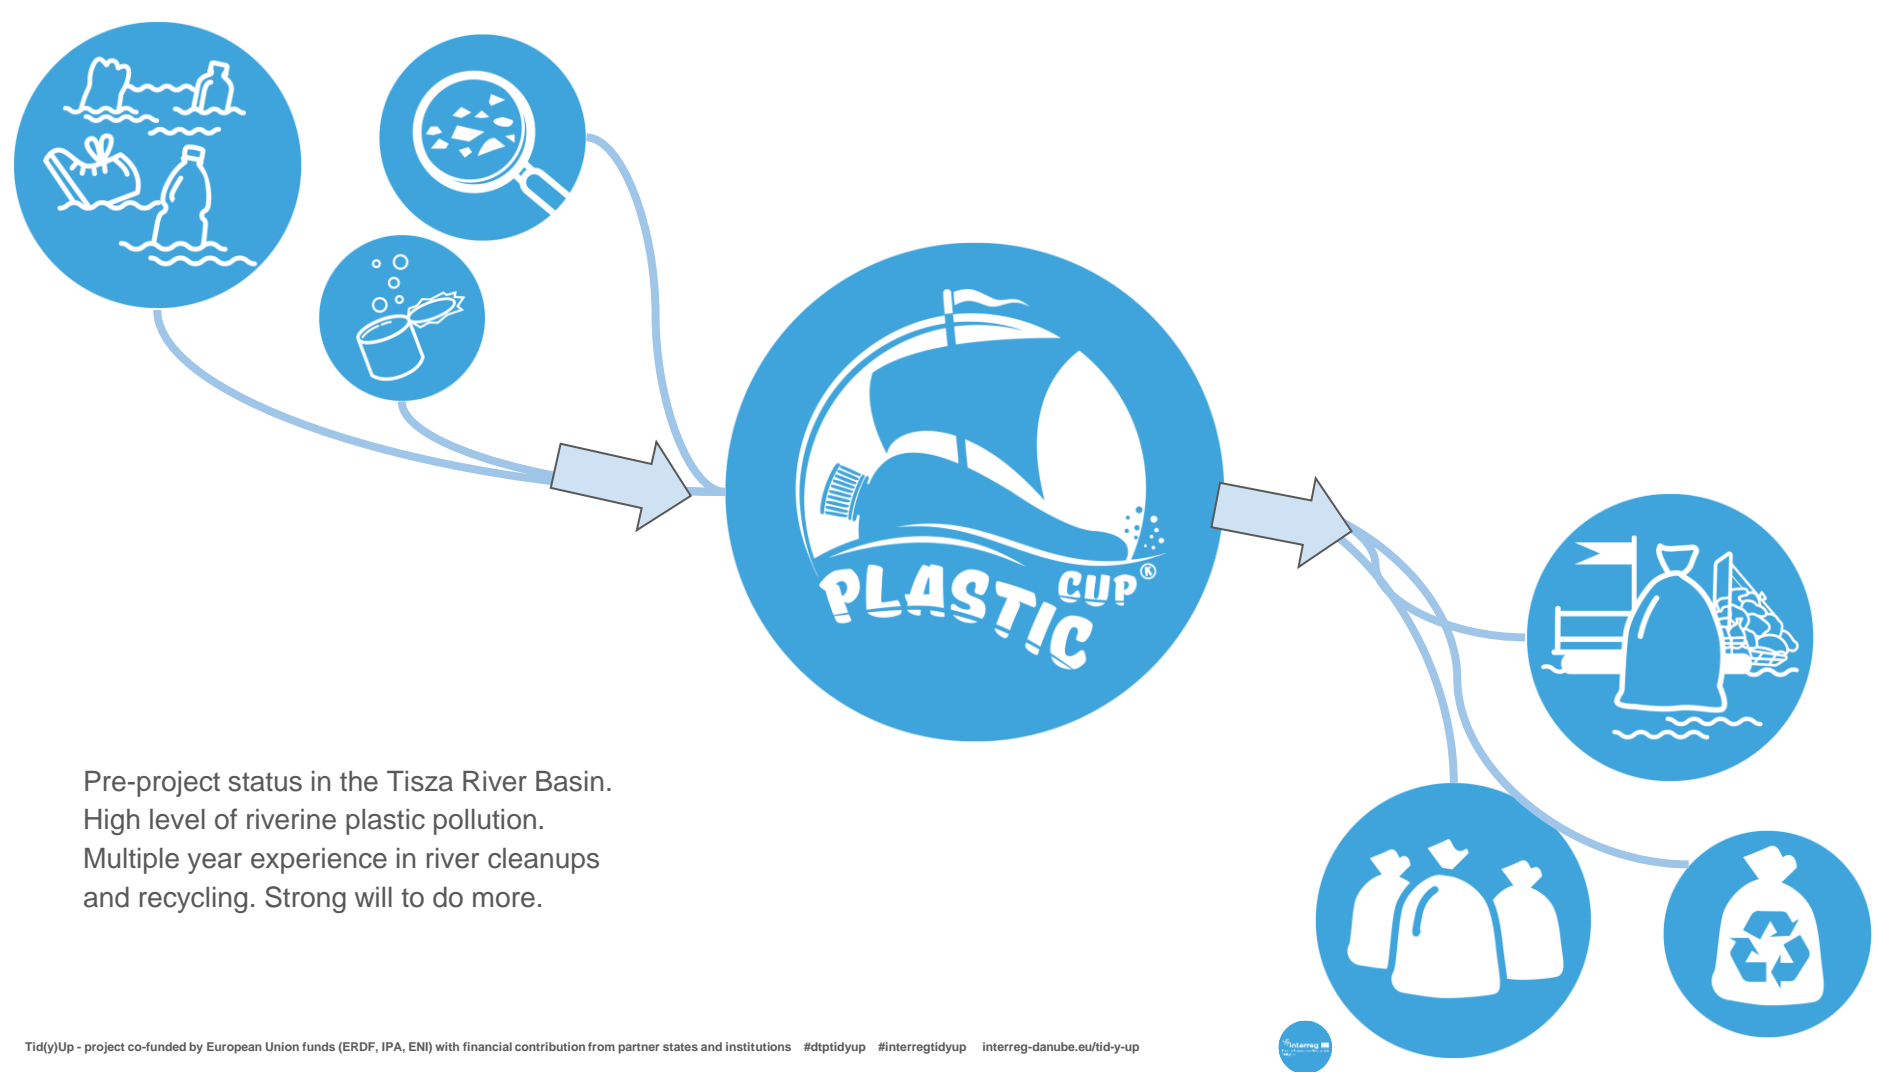 PLASTIC CUP®
Pre-project status in the Tisza River Basin.
High level of riverine plastic pollution.
Multiple year experience in river cleanups
and recycling. Strong will to do more.
Tid(y)Up - project co-funded by European Union funds (ERDF, IPA, ENI) with financial contribution from partner states and institutions #dtptidyup #interregtidyup interreg-danube.eu/tid-y-up
Interreg